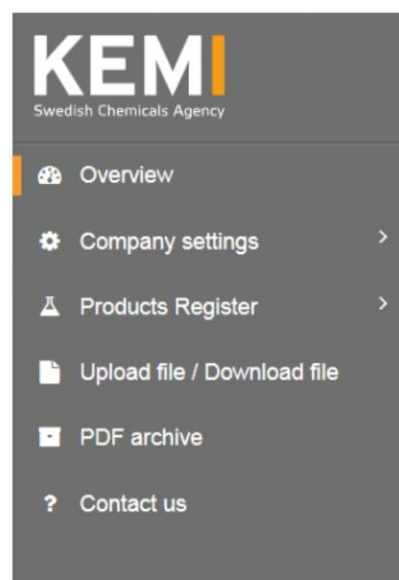 KEMI
Swedish Chemicals Agency
Overview
Company settings
Products Register
Upload file / Download file
PDF archive
? Contact us